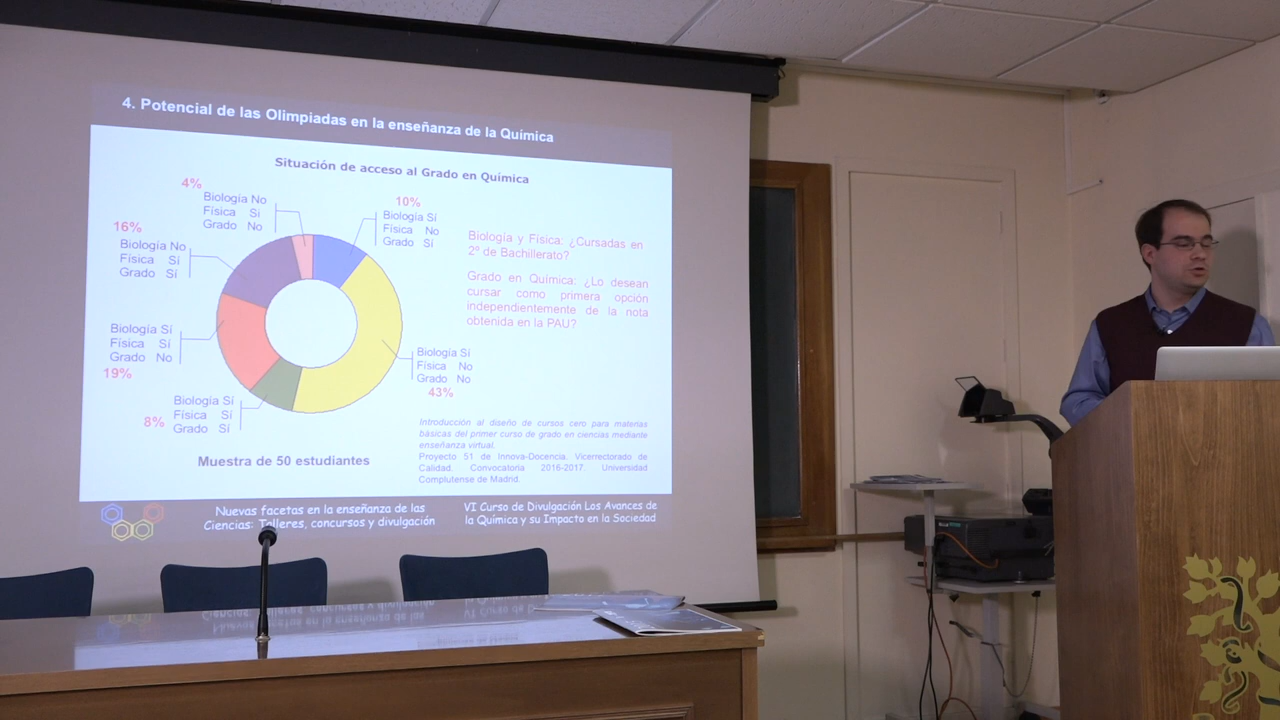 4. Potencial de las Olimpiadas en la enseñanza de la Química
Situación de acceso al Grado en Química
4%
Biología No
Física Sí
Grado No
10%
Biología Sí
Física No
Grado Sí
16%
Biología No
Física Sí
Grado Sí
Biología y Física: ¿Cursadas en
2º de Bachillerato?
Grado en Química: ¿Lo desean
cursar como primera opción
independientemente de la nota
obtenida en la PAU?
Biología Sí
Física Sí
Grado No
19%
Biología Sí
Física No
Grado No
43%
8%
Biología Sí
Física Sí
Grado Sí
Muestra de 50 estudiantes
Introducción al diseño de cursos cero para materias
básicas del primer curso de grado en ciencias mediante
enseñanza virtual.
Proyecto 51 de Innova-Docencia. Vicerrectorado de
Calidad. Convocatoria 2016-2017. Universidad
Complutense de Madrid.
Nuevas facetas en la enseñanza de las
Ciencias: Talleres, concursos y divulgación
VI Curso de Divulgación Los Avances de
la Química y su Impacto en la Sociedad